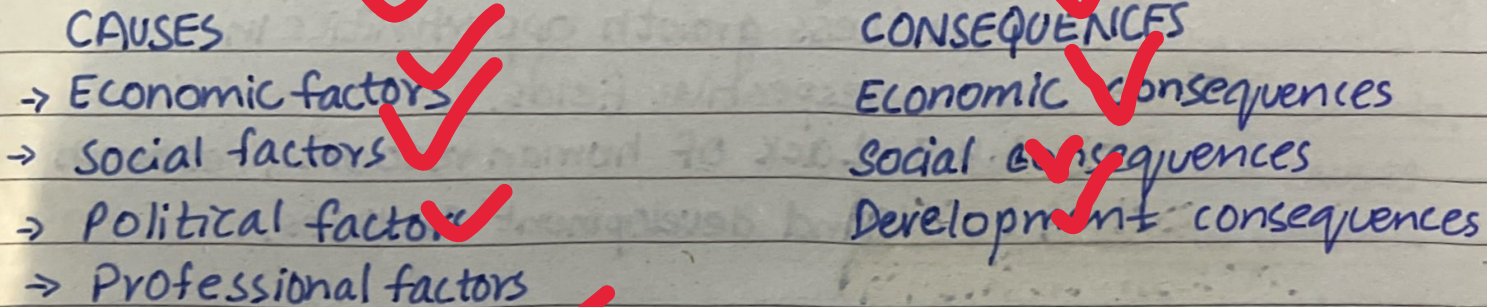 CAUSES CONSEQUENCES
→ Economic factors Economic consequences
→ Social factors Social consequences
→ Political factors Development consequences
→ Professional factors